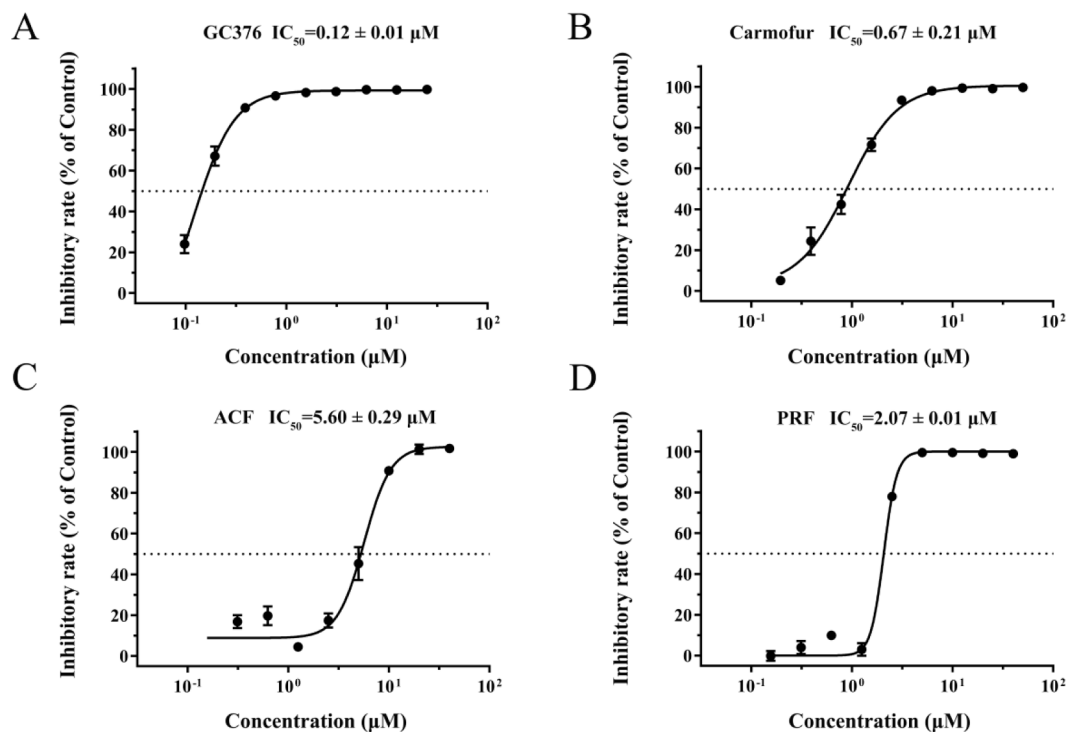 A
GC376 IC50=0.12 ± 0.01 μM
Inhibitory rate (% of Control)
100
80
60
40
20
0
10-1
100
101
102
Concentration (μM)
B
Carmofur IC50=0.67 ± 0.21 μM
Inhibitory rate (% of Control)
100
80
60
40
20
0
10-1
100
101
102
Concentration (μM)
C
ACF IC50=5.60 ± 0.29 μM
Inhibitory rate (% of Control)
100
80
60
40
20
0
10-1
100
101
102
Concentration (μM)
D
PRF IC50=2.07 ± 0.01 μM
Inhibitory rate (% of Control)
100
80
60
40
20
0
10-1
100
101
102
Concentration (μM)